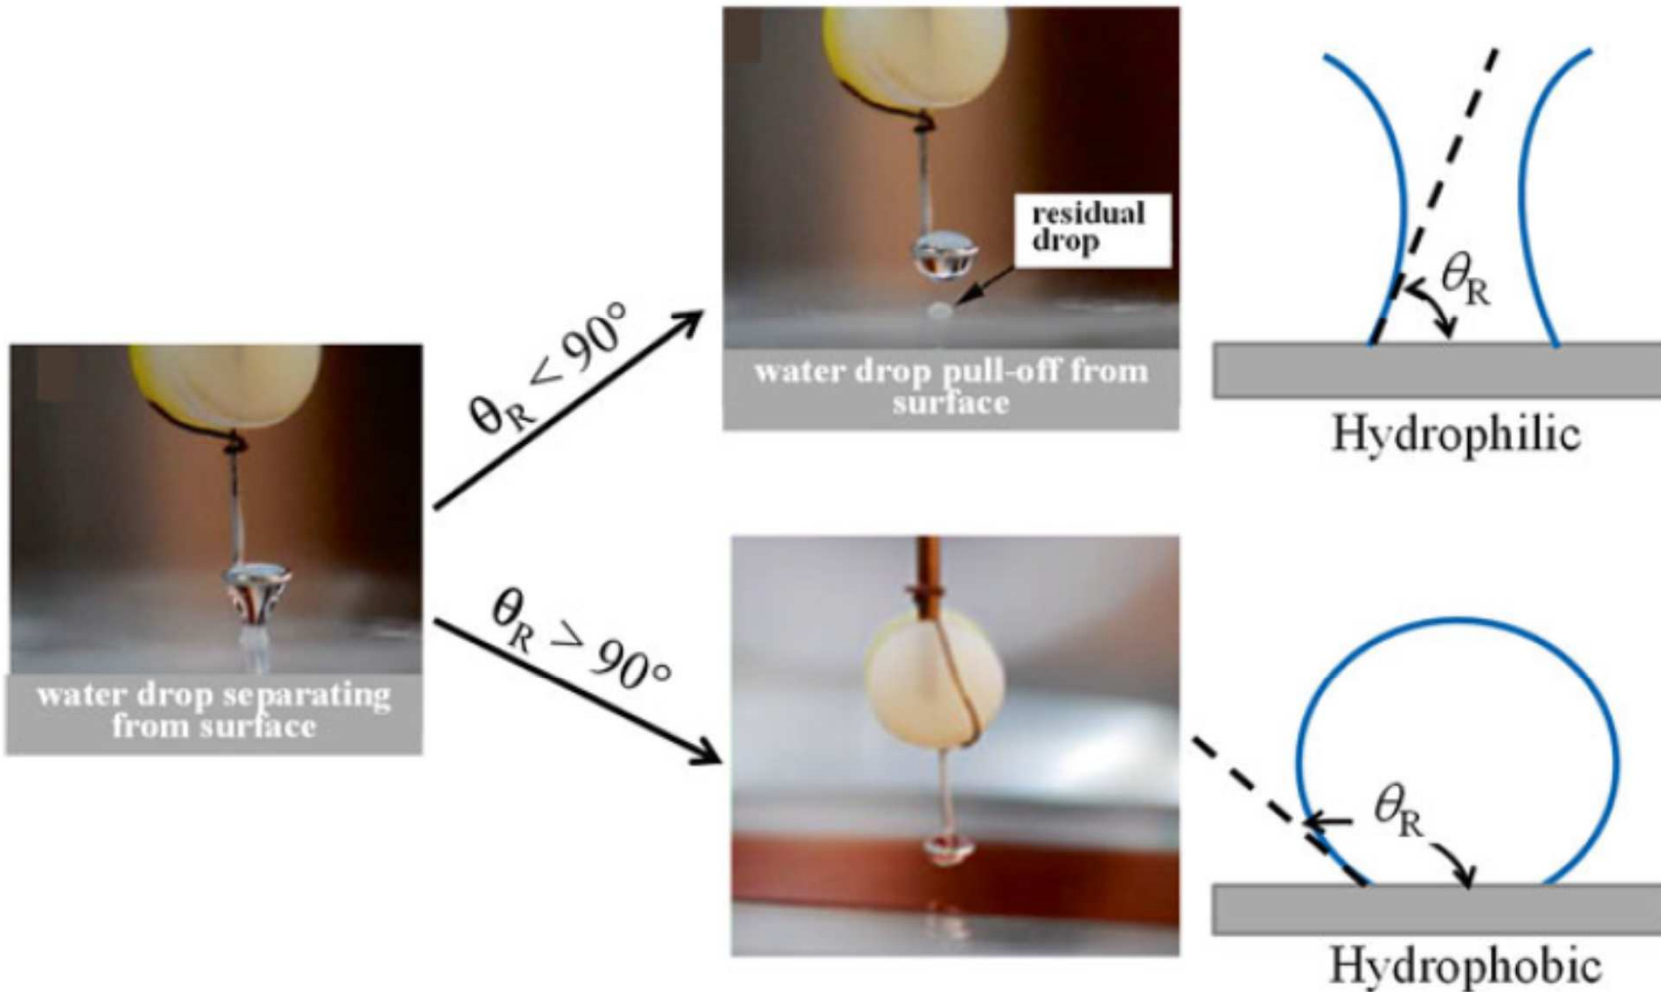 water drop separating
from surface
θR < 90°
θR > 90°
residual
drop
water drop pull-off from
surface
θR
Hydrophilic
θR
Hydrophobic